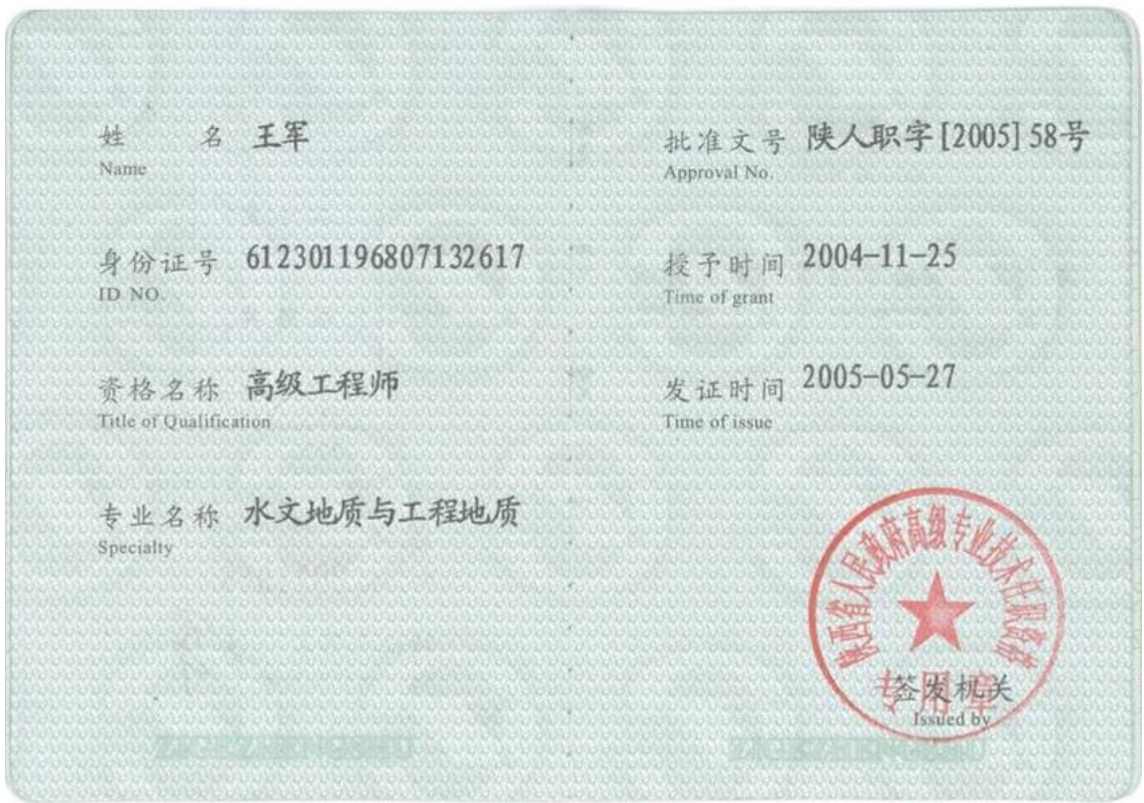 姓 名 王军
Name
身份证号 612301196807132617
ID NO.
资格名称 高级工程师
Title of Qualification
专业名称 水文地质与工程地质
Specialty
批准文号 陕人职字[2005]58号
Approval No.
授予时间 2004-11-25
Time of grant
发证时间 2005-05-27
Time of issue
陕西省人民政府高级专业技术任职资格
专用章
签发机关
Issued by
ZIGEZHENGSHU
ZIGEZHENGSHU